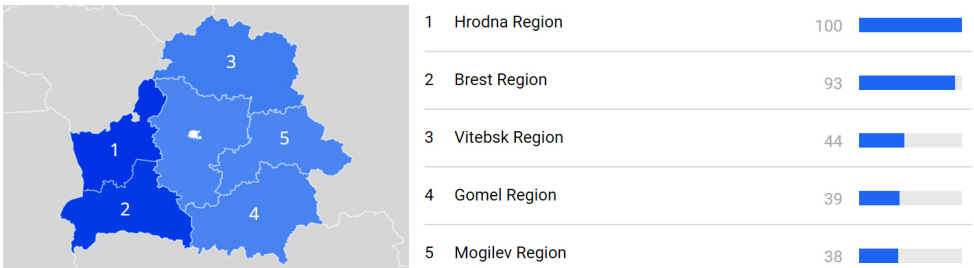 3
5
1
2
4
1 Hrodna Region 100
2 Brest Region 93
3 Vitebsk Region 44
4 Gomel Region 39
5 Mogilev Region 38